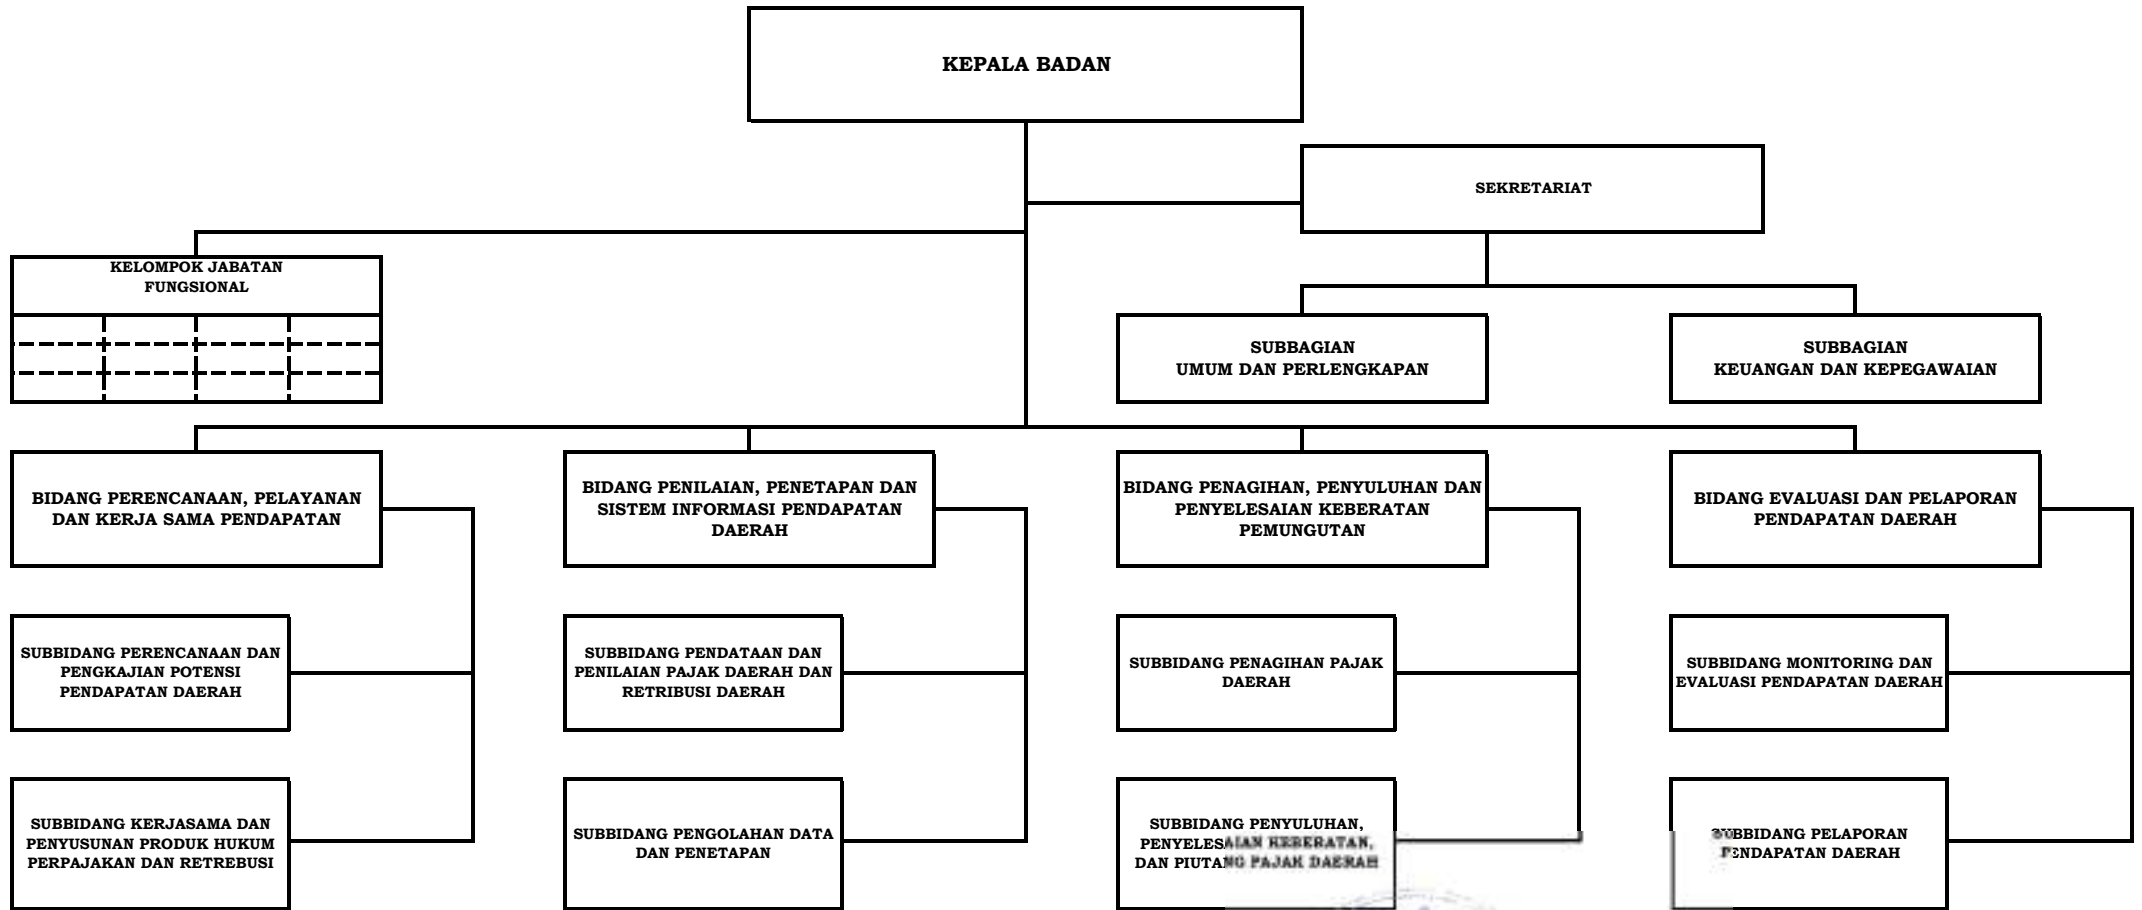 KEPALA BADAN
SEKRETARIAT
KELOMPOK JABATAN
FUNGSIONAL
SUBBAGIAN
UMUM DAN PERLENGKAPAN
SUBBAGIAN
KEUANGAN DAN KEPEGAWAIAN
BIDANG PERENCANAAN, PELAYANAN
DAN KERJA SAMA PENDAPATAN
BIDANG PENILAIAN, PENETAPAN DAN
SISTEM INFORMASI PENDAPATAN
DAERAH
BIDANG PENAGIHAN, PENYULUHAN DAN
PENYELESAIAN KEBERATAN
PEMUNGUTAN
BIDANG EVALUASI DAN PELAPORAN
PENDAPATAN DAERAH
SUBBIDANG PERENCANAAN DAN
PENGKAJIAN POTENSI
PENDAPATAN DAERAH
SUBBIDANG PENDATAAN DAN
PENILAIAN PAJAK DAERAH DAN
RETRIBUSI DAERAH
SUBBIDANG PENAGIHAN PAJAK
DAERAH
SUBBIDANG MONITORING DAN
EVALUASI PENDAPATAN DAERAH
SUBBIDANG KERJASAMA DAN
PENYUSUNAN PRODUK HUKUM
PERPAJAKAN DAN RETREBUSI
SUBBIDANG PENGOLAHAN DATA
DAN PENETAPAN
SUBBIDANG PENYULUHAN,
PENYELESAIAN KEBERATAN,
DAN PIUTANG PAJAK DAERAH
SUBBIDANG PELAPORAN
PENDAPATAN DAERAH